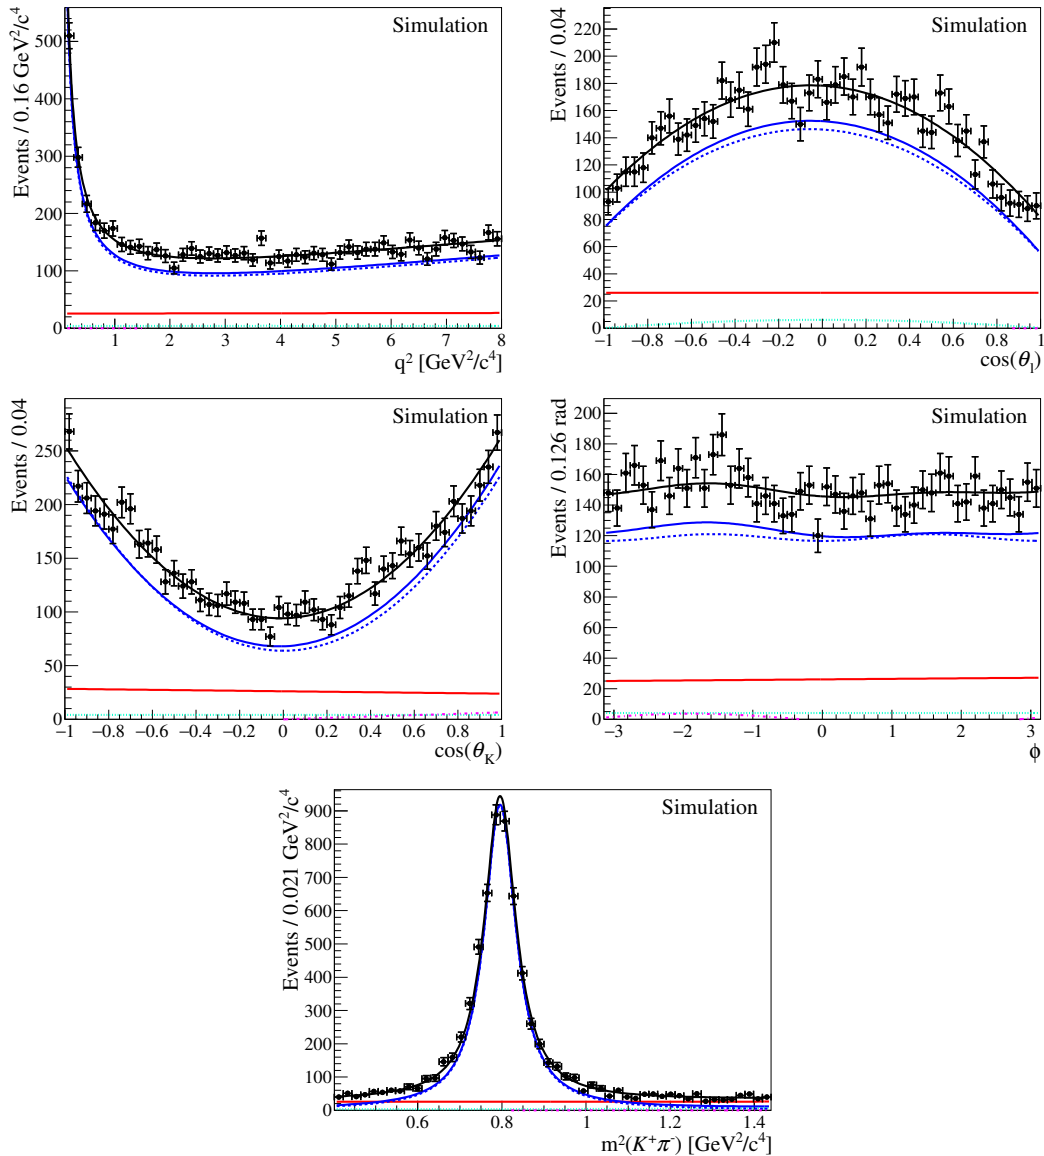 Events / 0.16 GeV²/c⁴
Simulation
500
400
300
200
100
0
1 2 3 4 5 6 7 8
q² [GeV²/c⁴]
Events / 0.04
Simulation
220
200
180
160
140
120
100
80
60
40
20
0
−1 −0.8 −0.6 −0.4 −0.2 0 0.2 0.4 0.6 0.8 1
cos(θₗ)
Events / 0.04
Simulation
250
200
150
100
50
0
−1 −0.8 −0.6 −0.4 −0.2 0 0.2 0.4 0.6 0.8 1
cos(θ_K)
Events / 0.126 rad
Simulation
200
180
160
140
120
100
80
60
40
20
0
−3 −2 −1 0 1 2 3
ϕ
Events / 0.021 GeV²/c⁴
Simulation
900
800
700
600
500
400
300
200
100
0
0.6 0.8 1 1.2 1.4
m²(K⁺π⁻) [GeV²/c⁴]